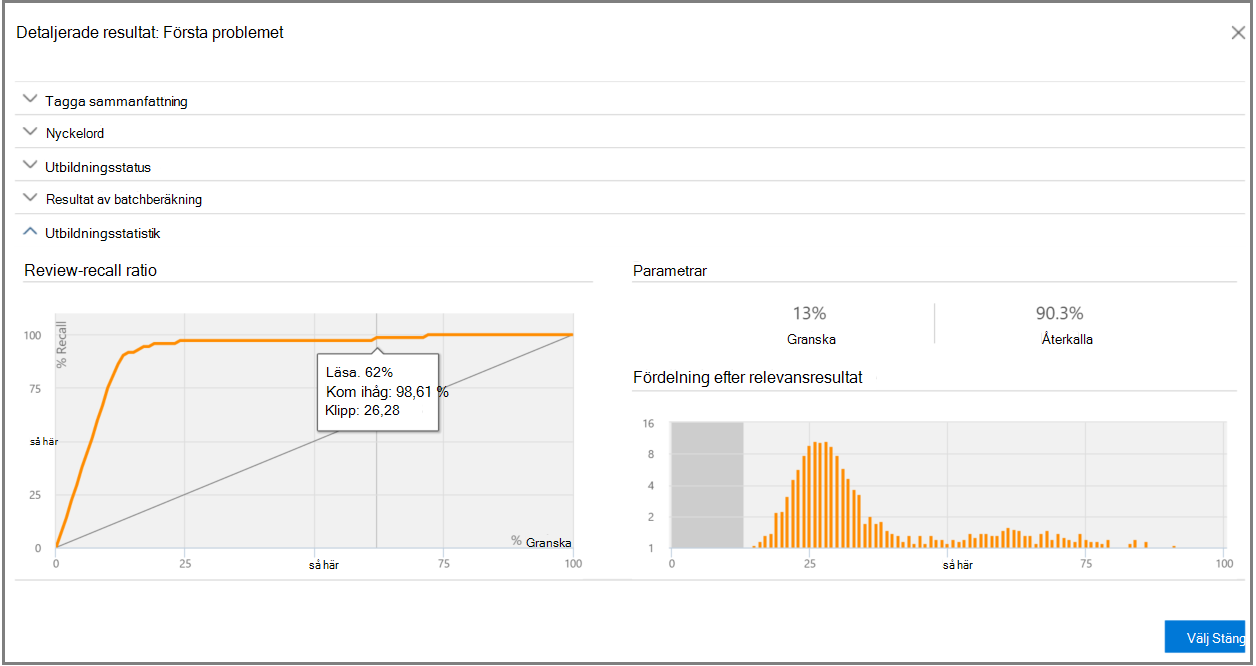 Detaljerade resultat: Första problemet
Tagga sammanfattning
Nyckelord
Utbildningsstatus
Resultat av batchberäkning
Utbildningsstatistik
Review-recall ratio
% Recall
100
75
så här
25
0
Läsa. 62%
Kom ihåg: 98,61 %
Klipp: 26,28
% Granska
0 25 så här 75 100
Parametrar
13% 90.3%
Granska Återkalla
Fördelning efter relevansresultat
16
8
4
2
1
0 25 så här 75 100
Välj Stäng